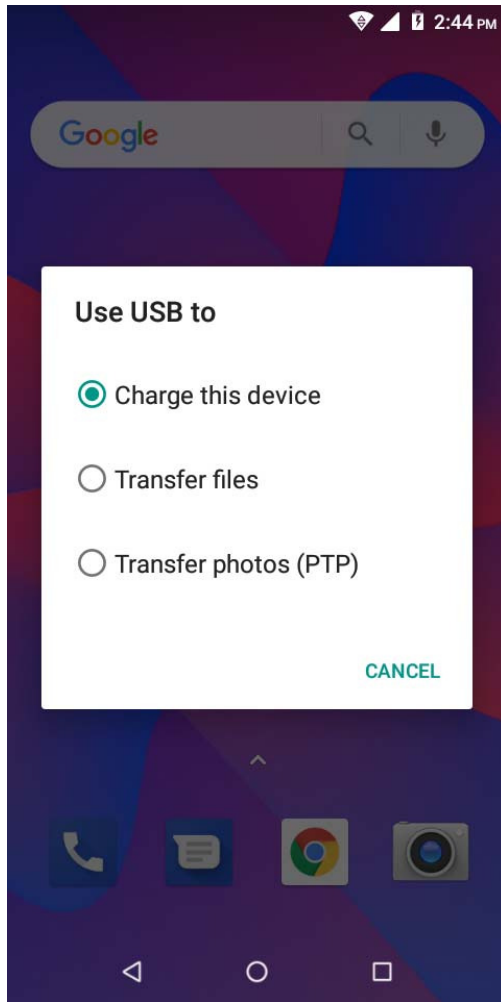 2:44 PM
Google
Use USB to
Charge this device
Transfer files
Transfer photos (PTP)
CANCEL